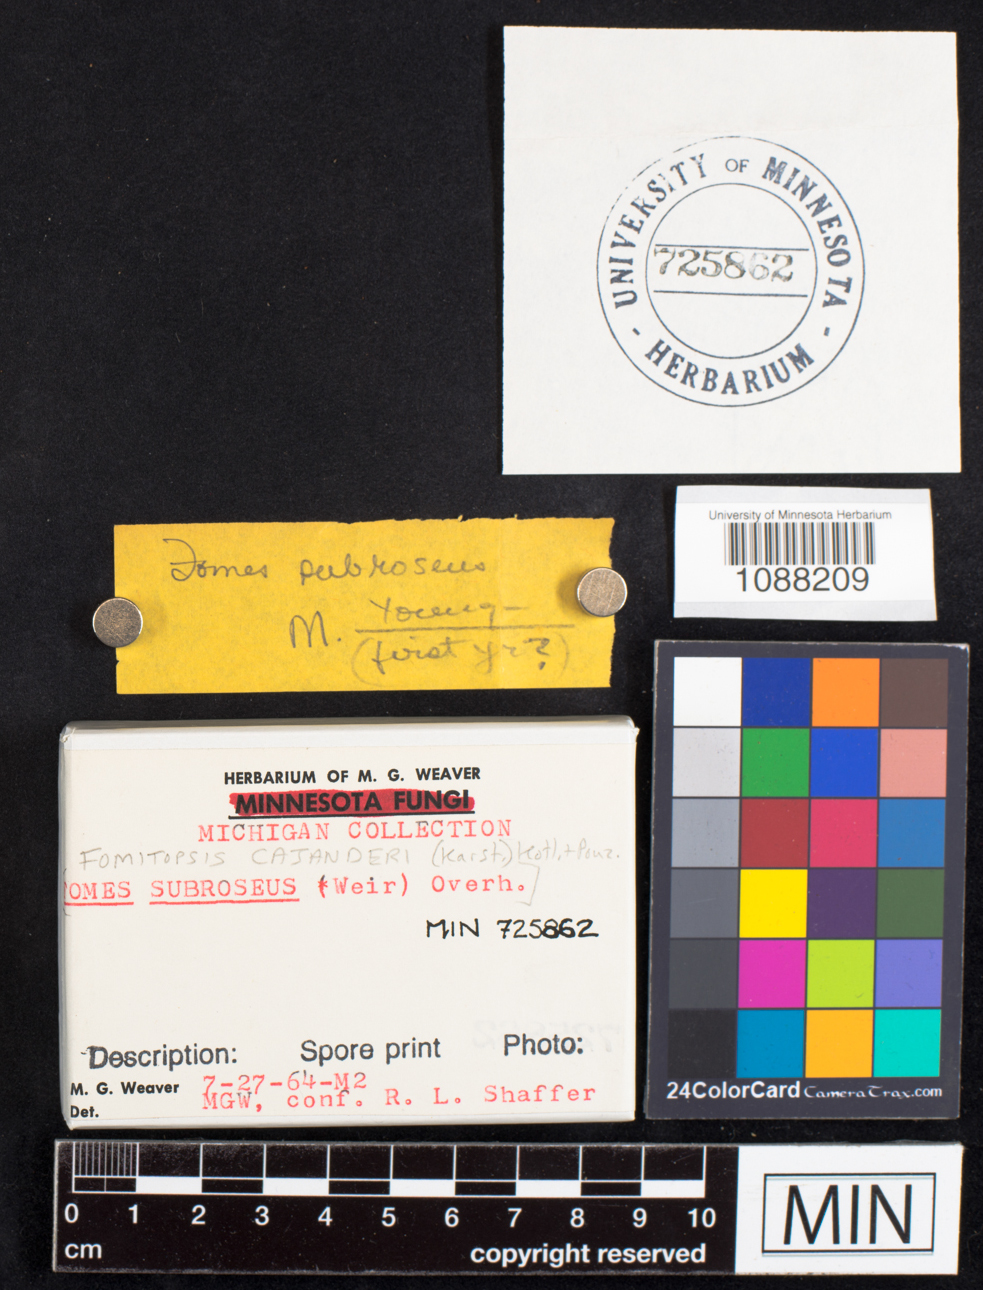 UNIVERSITY OF MINNESOTA
725862
- HERBARIUM -
University of Minnesota Herbarium
1088209
Fomes subroseus
M. Young-
(first yr?)
HERBARIUM OF M. G. WEAVER
MINNESOTA FUNGI
MICHIGAN COLLECTION
FOMITOPSIS CAJANDERI (Karst.) Kotl. + Pouz.
[OMES SUBROSEUS (Weir) Overh.]
MIN 725862
Description: Spore print Photo:
M. G. Weaver 7-27-64-M2
Det. MGW, conf. R. L. Shaffer
24ColorCard CameraTrax.com
0 1 2 3 4 5 6 7 8 9 10
cm copyright reserved
MIN